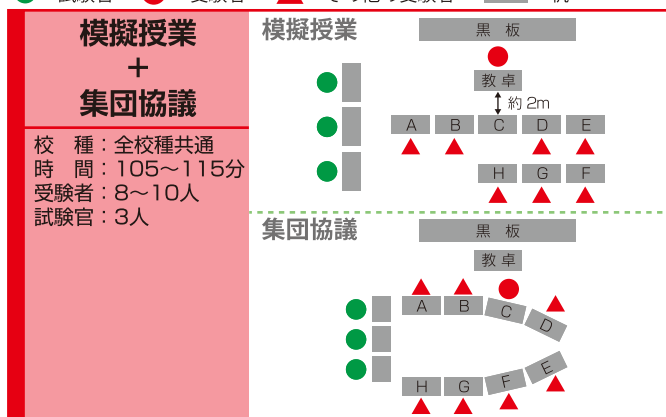 模擬授業
+
集団協議
校　種：全校種共通
時　間：105〜115分
受験者：8〜10人
試験官：3人
模擬授業
黒 板
教 卓
約2m
A B C D E
H G F
集団協議
黒 板
教 卓
A B C D
H G F E